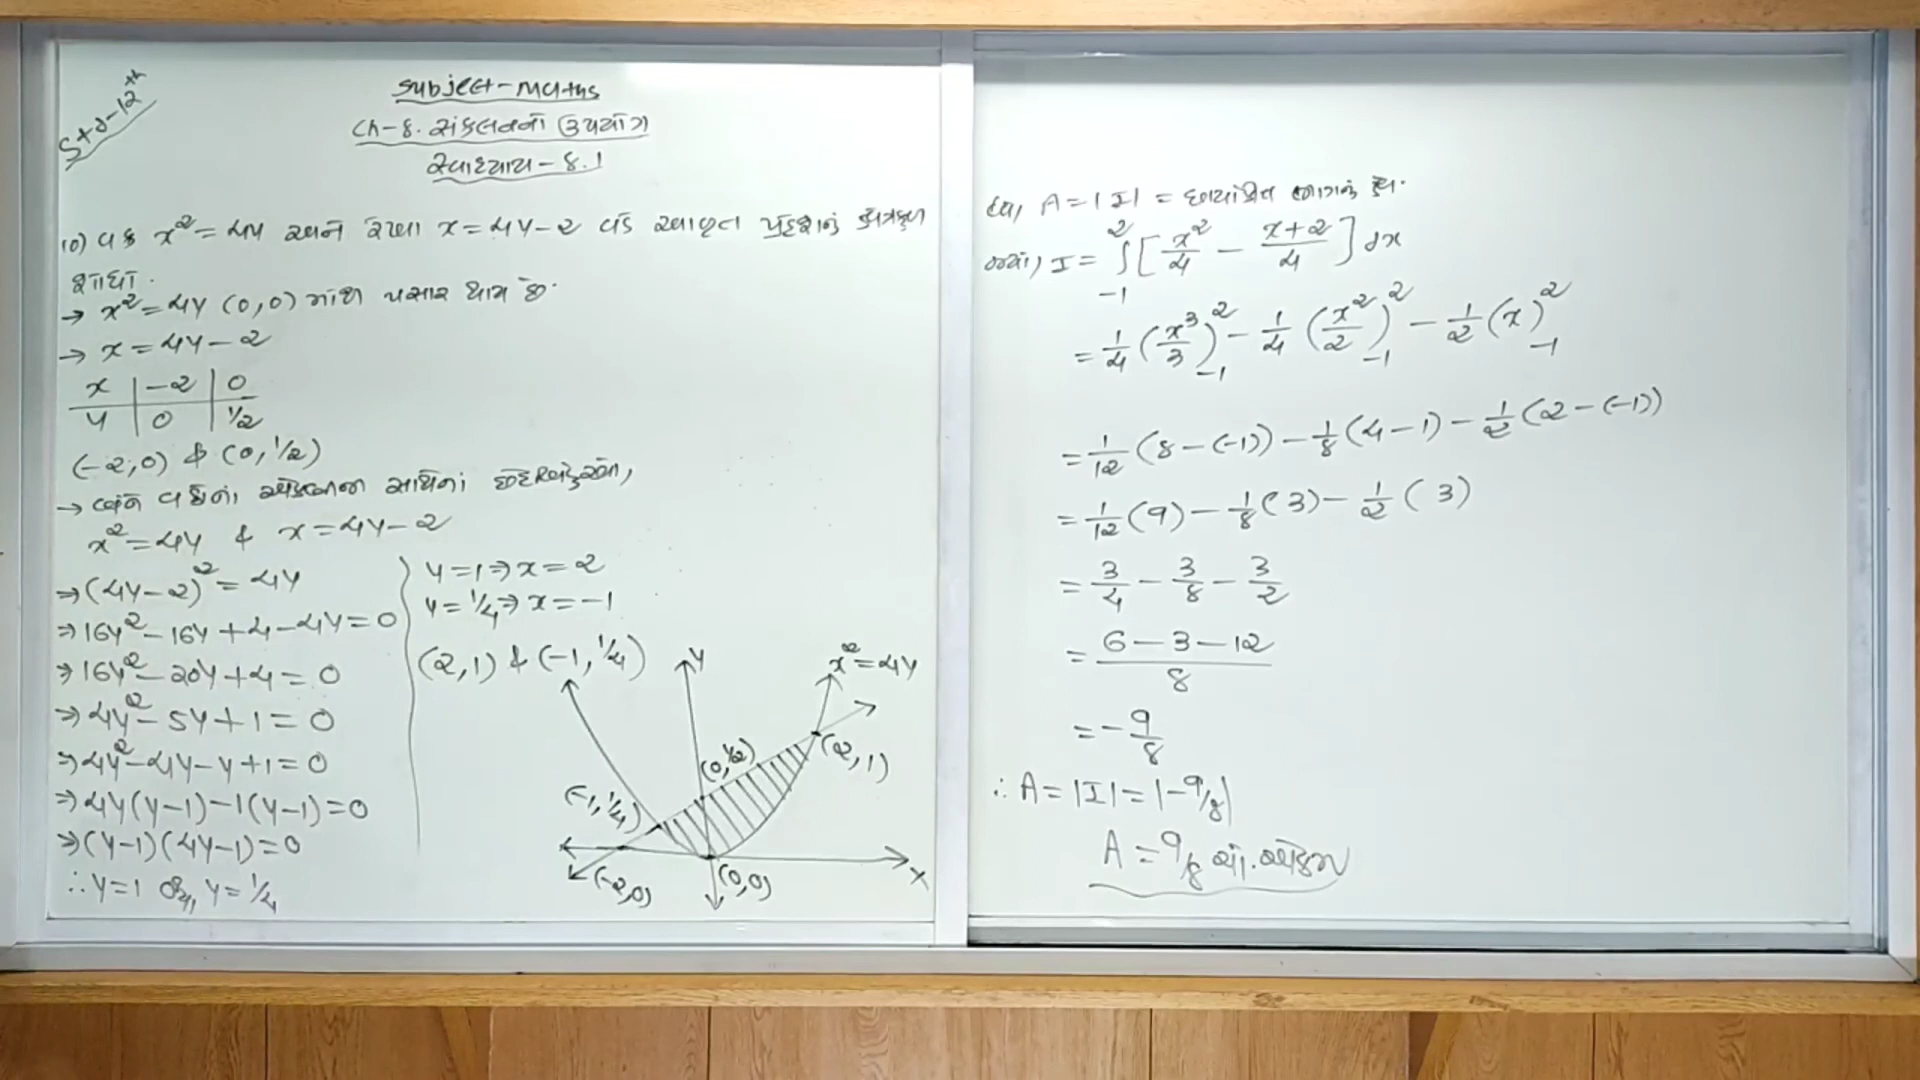 Std-12th
Subject-Maths
Ch-8. સંકલનનો ઉપયોગ
સ્વાધ્યાય-8.1
10) વક્ર x² = 4y અને રેખા x = 4y-2 વડે આવૃત્ત પ્રદેશનું ક્ષેત્રફળ
શોધો.
→ x² = 4y (0,0) માંથી પસાર થાય છે.
→ x = 4y-2
x | -2 | 0
y | 0 | 1/2
(-2,0) & (0,1/2)
→ બંને વક્રોનાં એકબીજા સાથેનાં છેદબિંદુઓ,
x² = 4y & x = 4y-2
⇒ (4y-2)² = 4y
⇒ 16y² - 16y + 4 - 4y = 0
⇒ 16y² - 20y + 4 = 0
⇒ 4y² - 5y + 1 = 0
⇒ 4y² - 4y - y + 1 = 0
⇒ 4y(y-1) - 1(y-1) = 0
⇒ (y-1)(4y-1) = 0
∴ y=1 અથવા, y = 1/4
y=1 ⇒ x=2
y=1/4 ⇒ x=-1
(2,1) & (-1,1/4)
y
x² = 4y
(0,1/2)
(2,1)
(-1,1/4)
(-2,0)
(0,0)
x
હવે, A = |I| = છાયાંકિત ભાગનું ક્ષે.
જ્યાં, I = ∫₋₁² [x²/4 - (x+2)/4] dx
= 1/4 (x³/3)₋₁² - 1/4 (x²/2)₋₁² - 1/2 (x)₋₁²
= 1/12 (8-(-1)) - 1/8 (4-1) - 1/2 (2-(-1))
= 1/12 (9) - 1/8 (3) - 1/2 (3)
= 3/4 - 3/8 - 3/2
= (6-3-12)/8
= -9/8
∴ A = |I| = |-9/8|
A = 9/8 ચો. એકમ